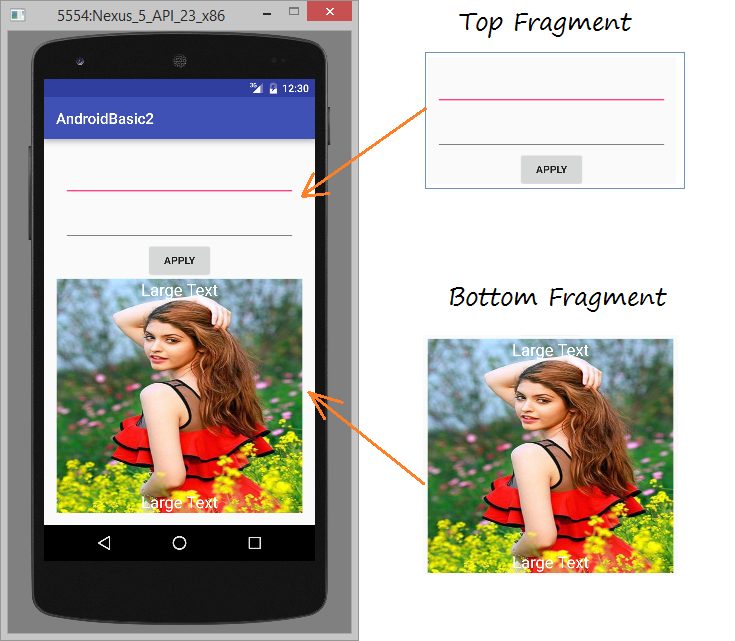 5554:Nexus_5_API_23_x86
Top Fragment
3G 12:30
AndroidBasic2
APPLY
APPLY
Large Text
Large Text
Bottom Fragment
Large Text
Large Text